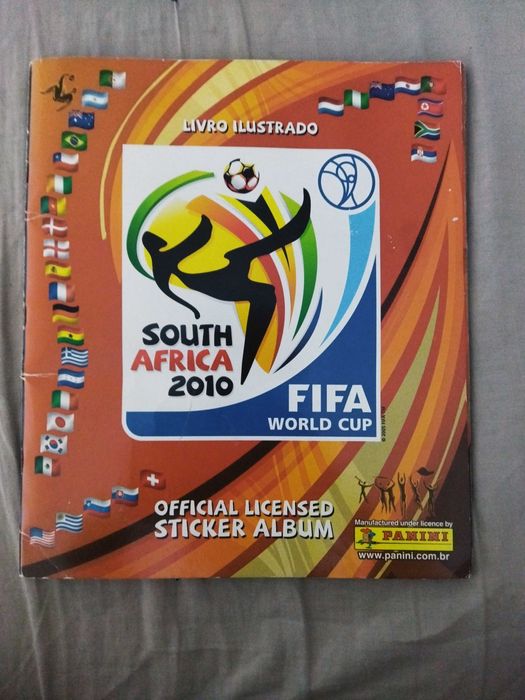 LIVRO ILUSTRADO
SOUTH
AFRICA
2010
FIFA
WORLD CUP
OFFICIAL LICENSED
STICKER ALBUM
Manufactured under licence by
PANINI
www.panini.com.br